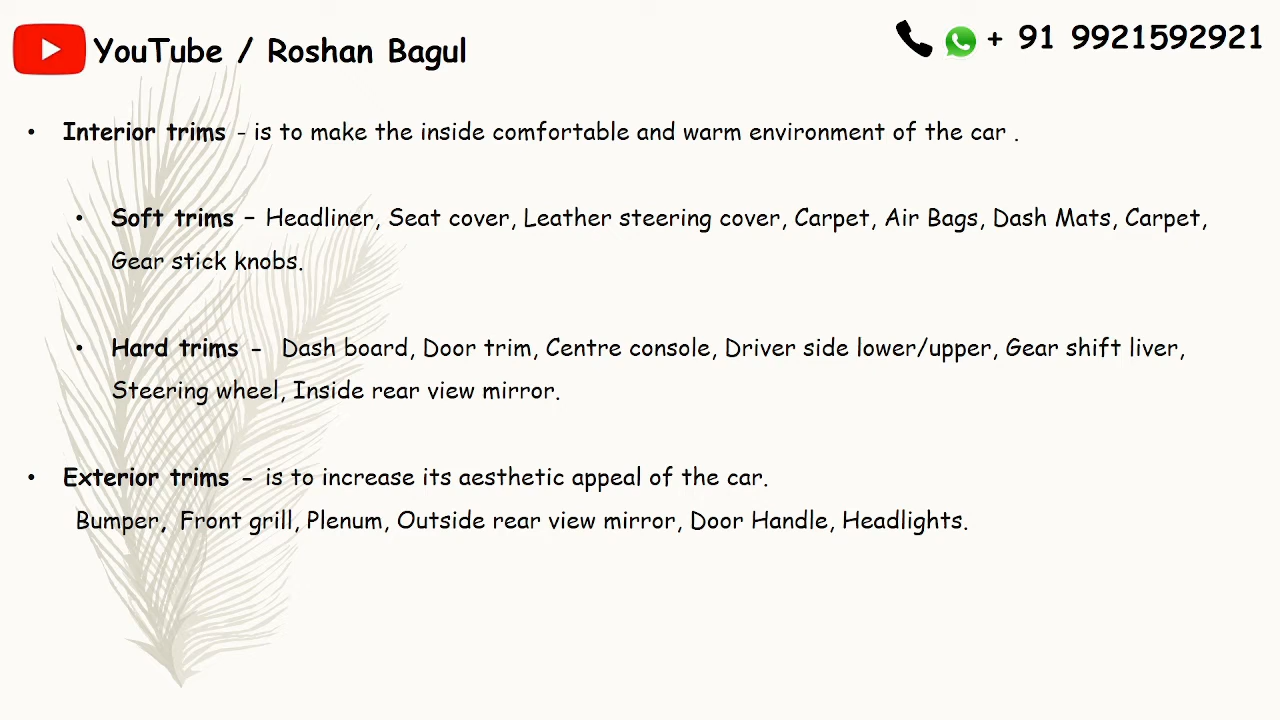 YouTube / Roshan Bagul
+ 91 9921592921
• Interior trims - is to make the inside comfortable and warm environment of the car .
• Soft trims – Headliner, Seat cover, Leather steering cover, Carpet, Air Bags, Dash Mats, Carpet,
Gear stick knobs.
• Hard trims – Dash board, Door trim, Centre console, Driver side lower/upper, Gear shift liver,
Steering wheel, Inside rear view mirror.
• Exterior trims – is to increase its aesthetic appeal of the car.
Bumper, Front grill, Plenum, Outside rear view mirror, Door Handle, Headlights.